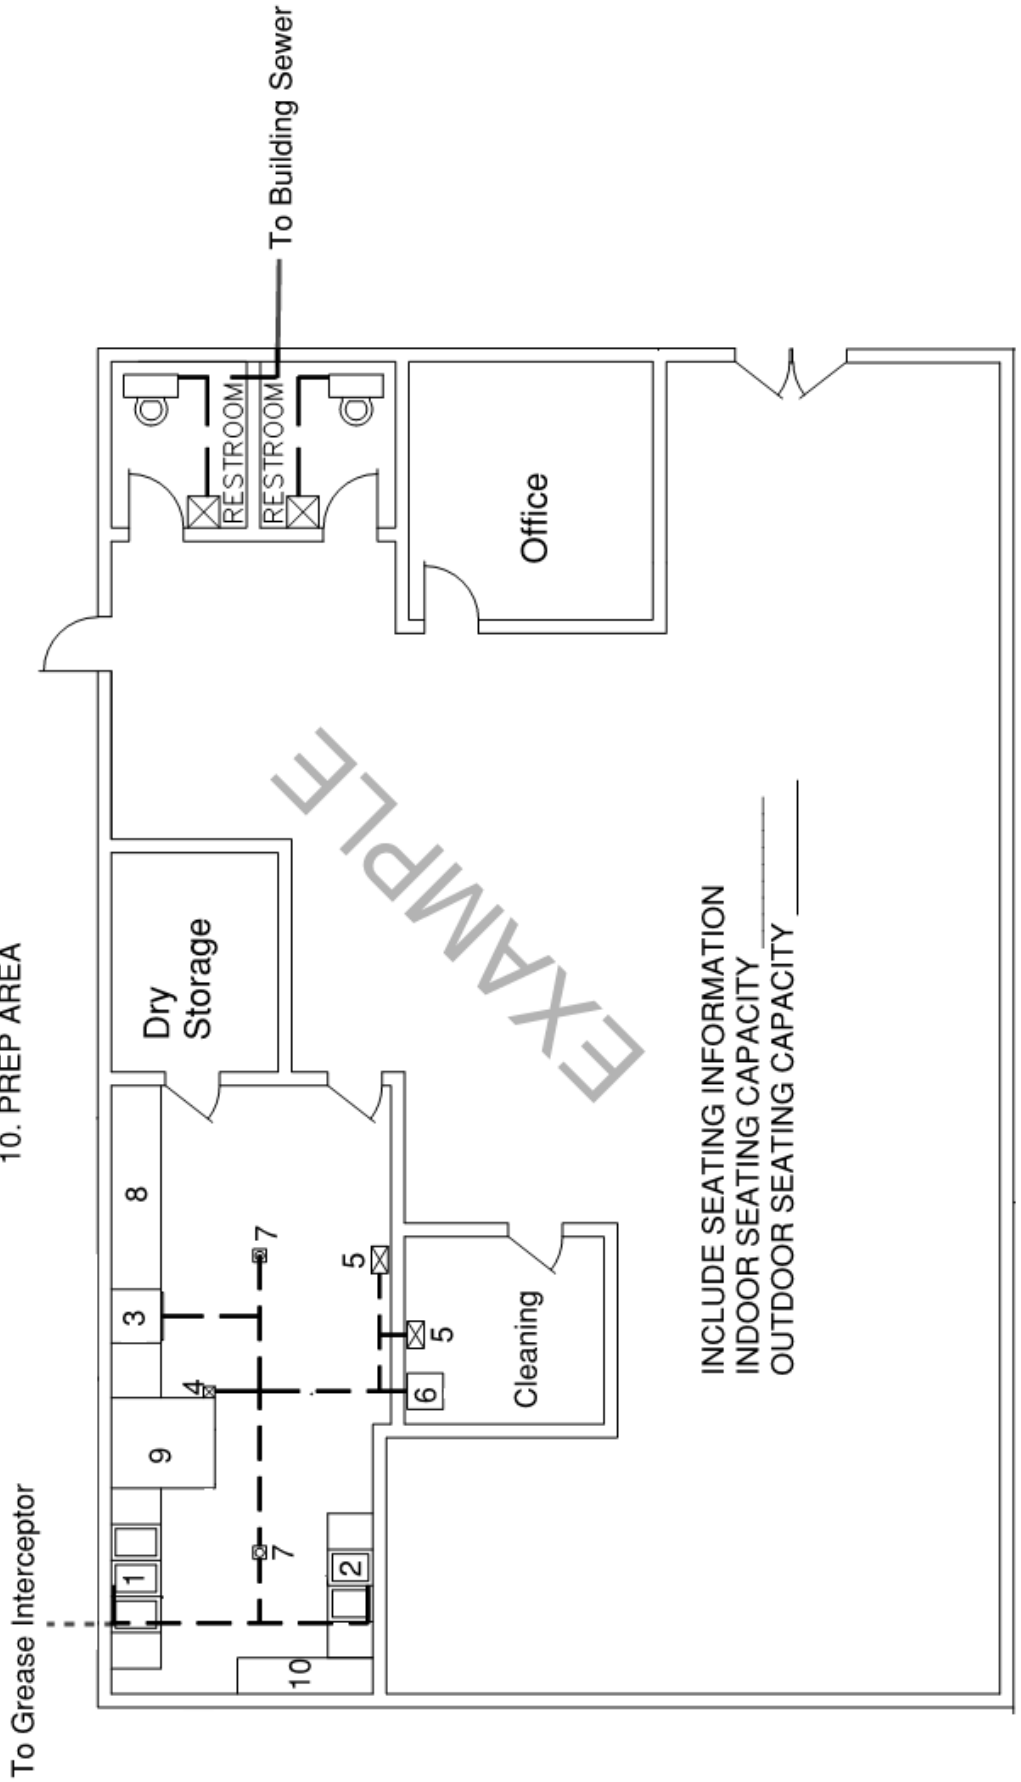 10. PREP AREA
To Grease Interceptor
To Building Sewer
1
9
4
3
8
Dry
Storage
RESTROOM
RESTROOM
7
7
10
2
5
5
6
Cleaning
Office
EXAMPLE
INCLUDE SEATING INFORMATION
INDOOR SEATING CAPACITY
OUTDOOR SEATING CAPACITY